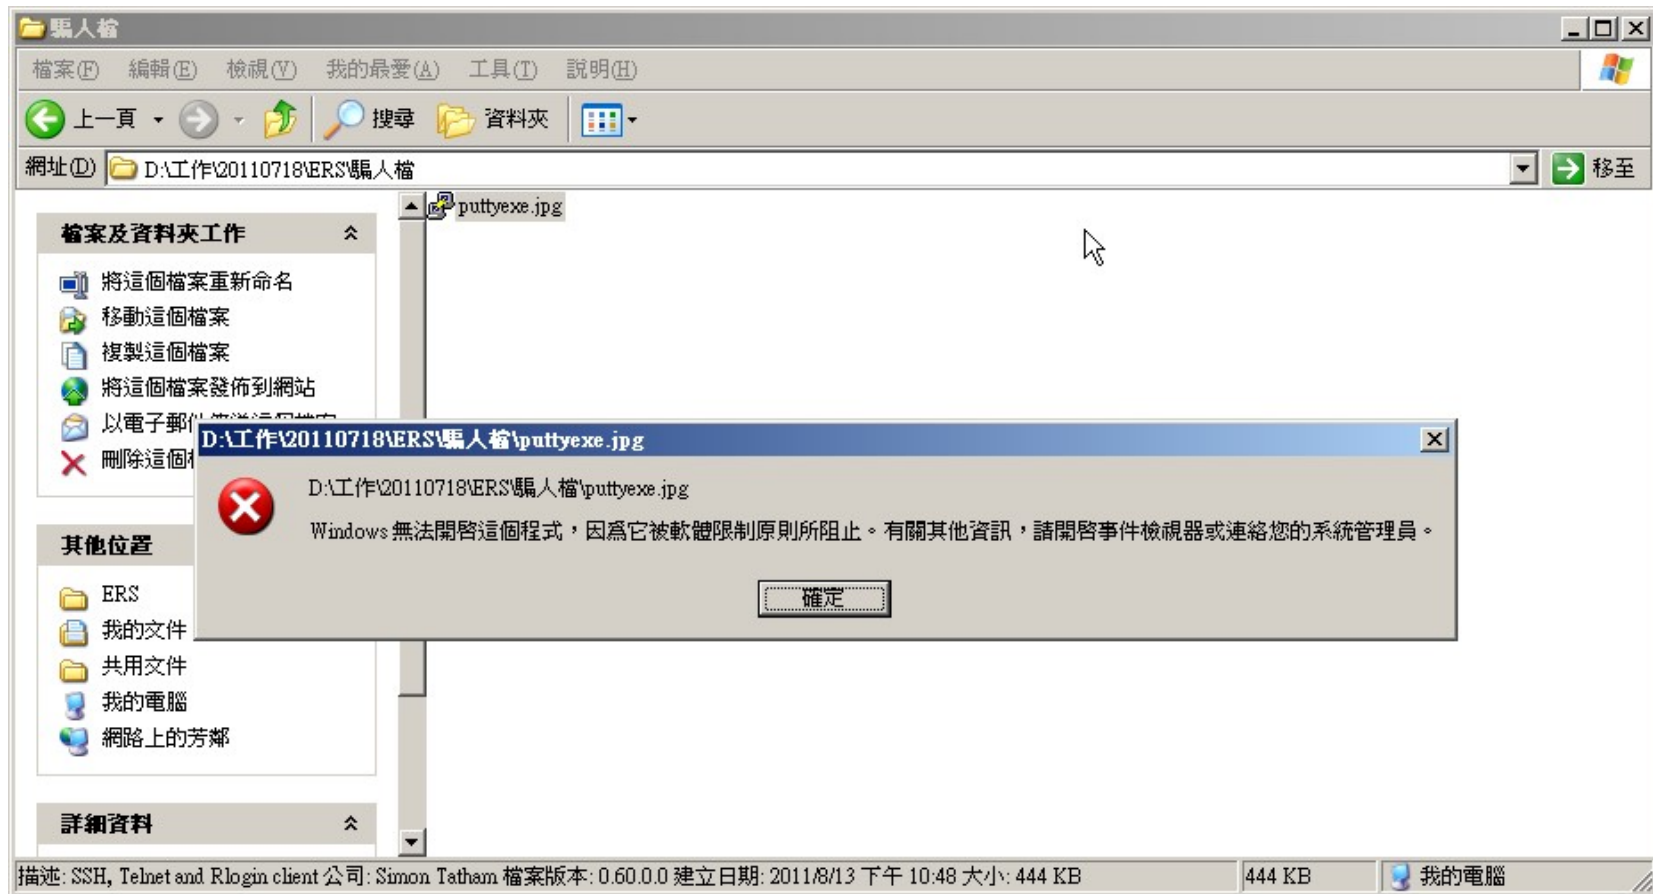 騙人檔
檔案(F) 編輯(E) 檢視(V) 我的最愛(A) 工具(T) 說明(H)
上一頁 搜尋 資料夾
網址(D) D:\工作\20110718\ERS\騙人檔 移至
puttyexe.jpg
檔案及資料夾工作
將這個檔案重新命名
移動這個檔案
複製這個檔案
將這個檔案發佈到網站
以電子郵
刪除這個
D:\工作\20110718\ERS\騙人檔\puttyexe.jpg
D:\工作\20110718\ERS\騙人檔\puttyexe.jpg
Windows 無法開啓這個程式，因爲它被軟體限制原則所阻止。有關其他資訊，請開啓事件檢視器或連絡您的系統管理員。
確定
其他位置
ERS
我的文件
共用文件
我的電腦
網路上的芳鄰
詳細資料
描述: SSH, Telnet and Rlogin client 公司: Simon Tatham 檔案版本: 0.60.0.0 建立日期: 2011/8/13 下午 10:48 大小: 444 KB 444 KB 我的電腦